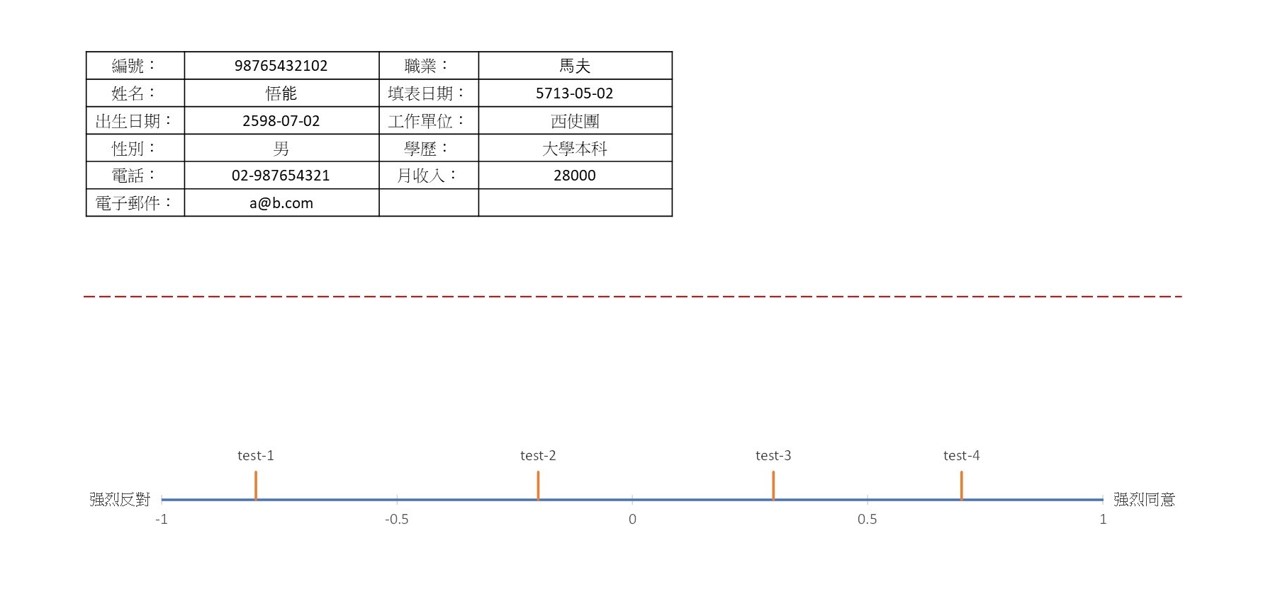 編號： 98765432102 職業： 馬夫
姓名： 悟能 填表日期： 5713-05-02
出生日期： 2598-07-02 工作單位： 西使團
性別： 男 學歷： 大學本科
電話： 02-987654321 月收入： 28000
電子郵件： a@b.com
test-1 test-2 test-3 test-4
强烈反對 强烈同意
-1 -0.5 0 0.5 1